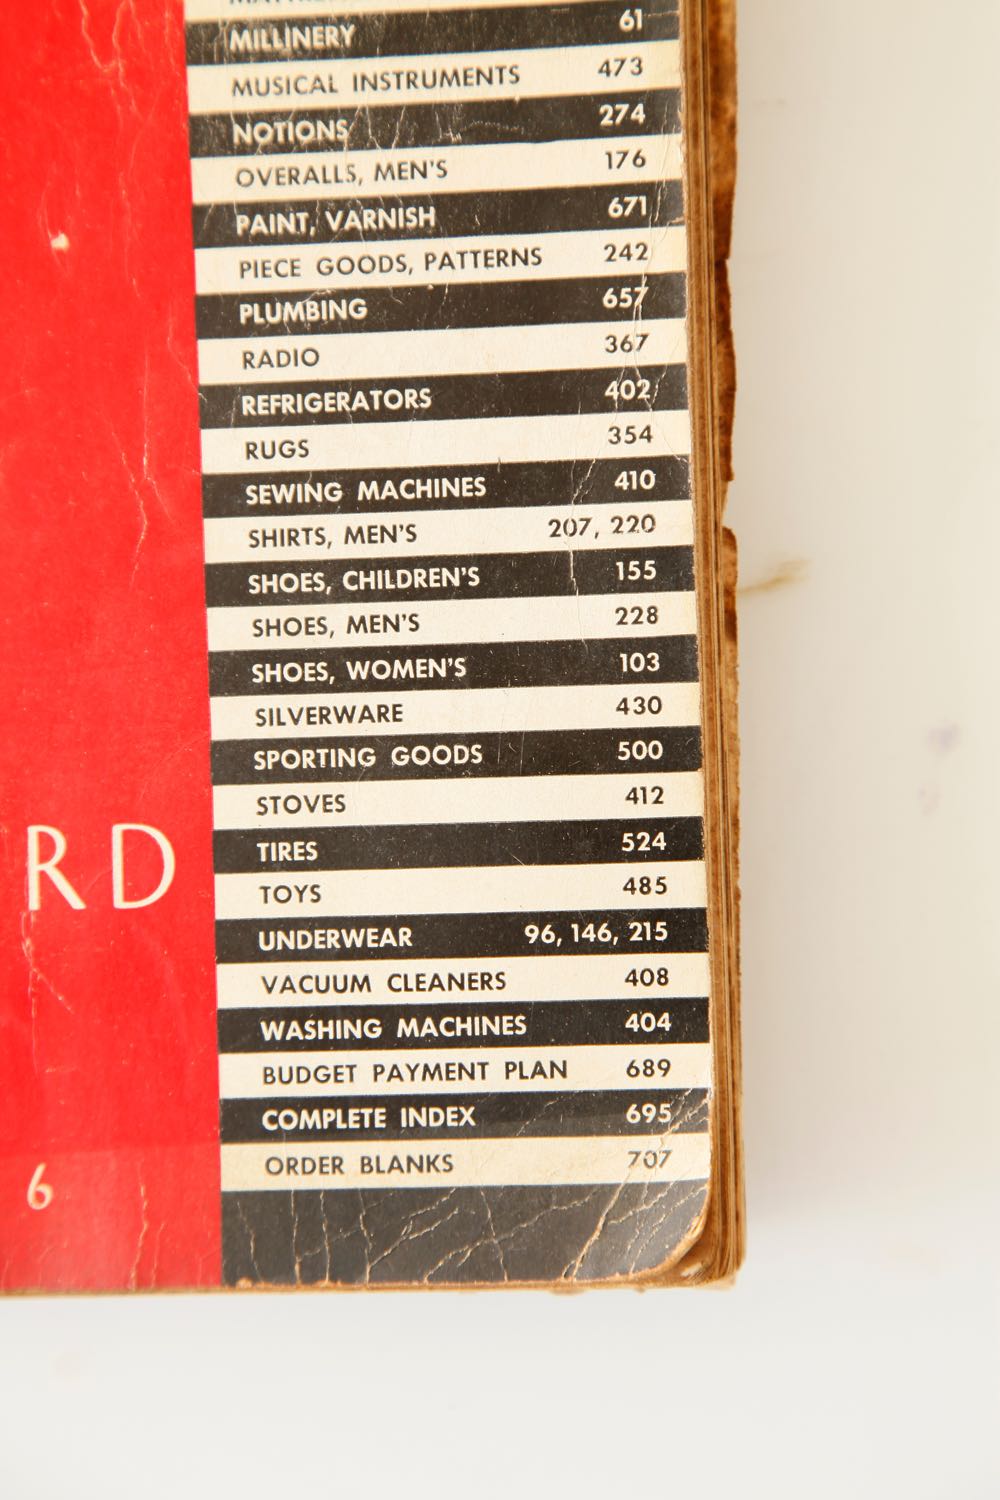 MILLINERY 61
MUSICAL INSTRUMENTS 473
NOTIONS 274
OVERALLS, MEN'S 176
PAINT, VARNISH 671
PIECE GOODS, PATTERNS 242
PLUMBING 657
RADIO 367
REFRIGERATORS 402
RUGS 354
SEWING MACHINES 410
SHIRTS, MEN'S 207, 220
SHOES, CHILDREN'S 155
SHOES, MEN'S 228
SHOES, WOMEN'S 103
SILVERWARE 430
SPORTING GOODS 500
STOVES 412
TIRES 524
TOYS 485
UNDERWEAR 96, 146, 215
VACUUM CLEANERS 408
WASHING MACHINES 404
BUDGET PAYMENT PLAN 689
COMPLETE INDEX 695
ORDER BLANKS 707
RD
6